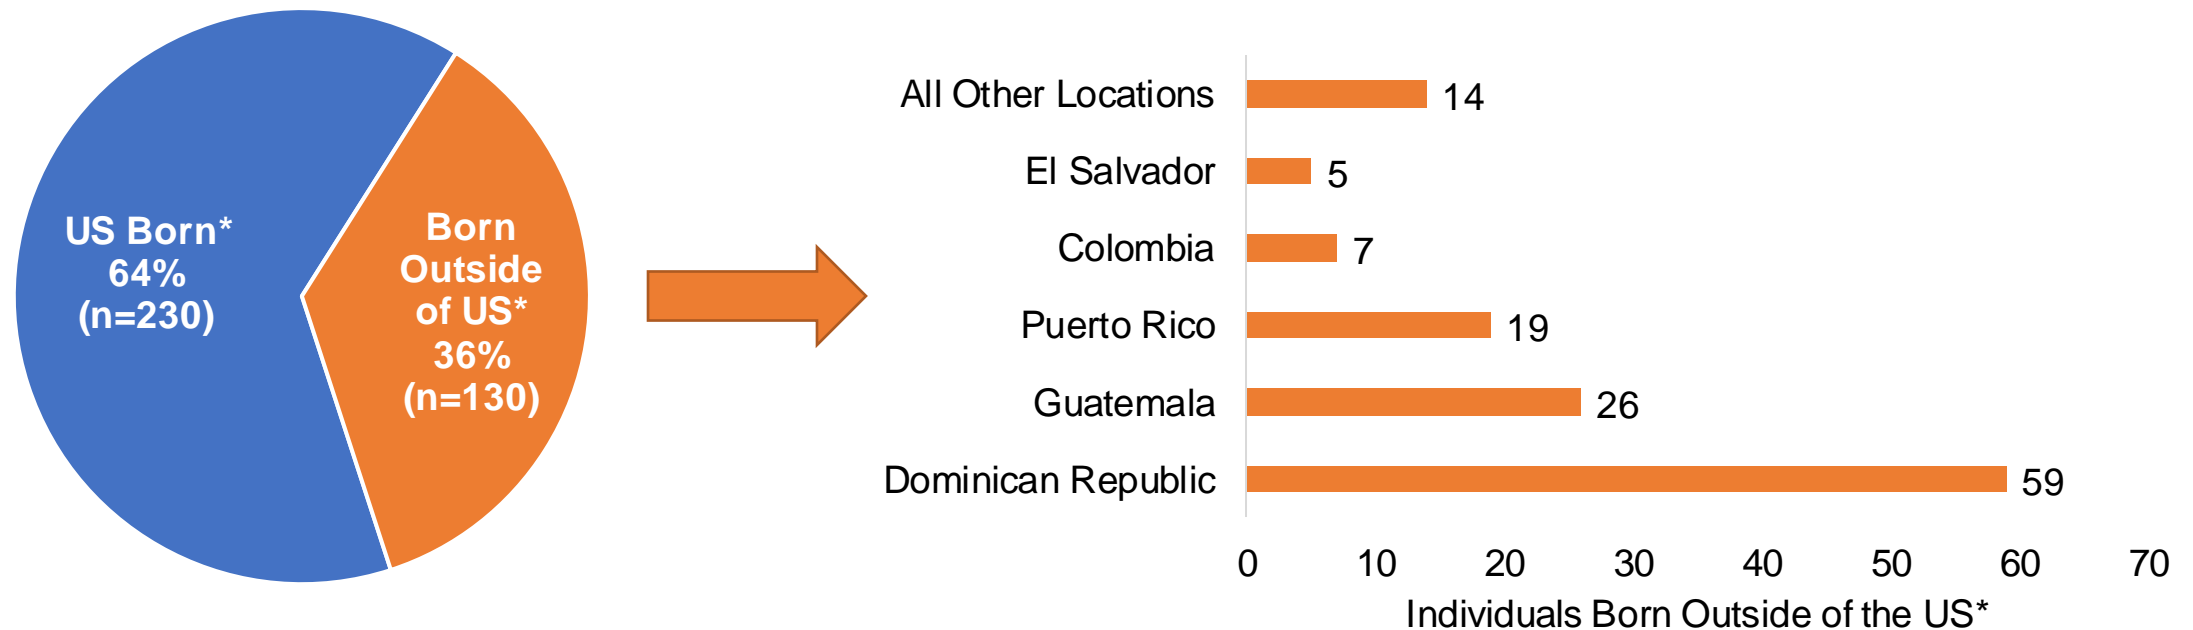 US Born*
64%
(n=230)
Born
Outside
of US*
36%
(n=130)
All Other Locations 14
El Salvador 5
Colombia 7
Puerto Rico 19
Guatemala 26
Dominican Republic 59
0 10 20 30 40 50 60 70
Individuals Born Outside of the US*